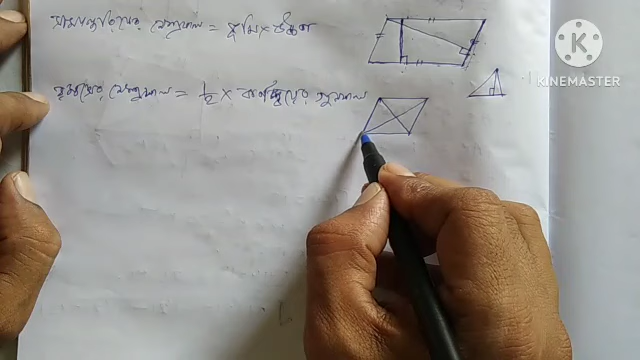 সামান্তরিকের ক্ষেত্রফল = ভূমি × উচ্চতা
রম্বসের ক্ষেত্রফল = 1/2 × কর্ণদ্বয়ের গুণফল
KINEMASTER